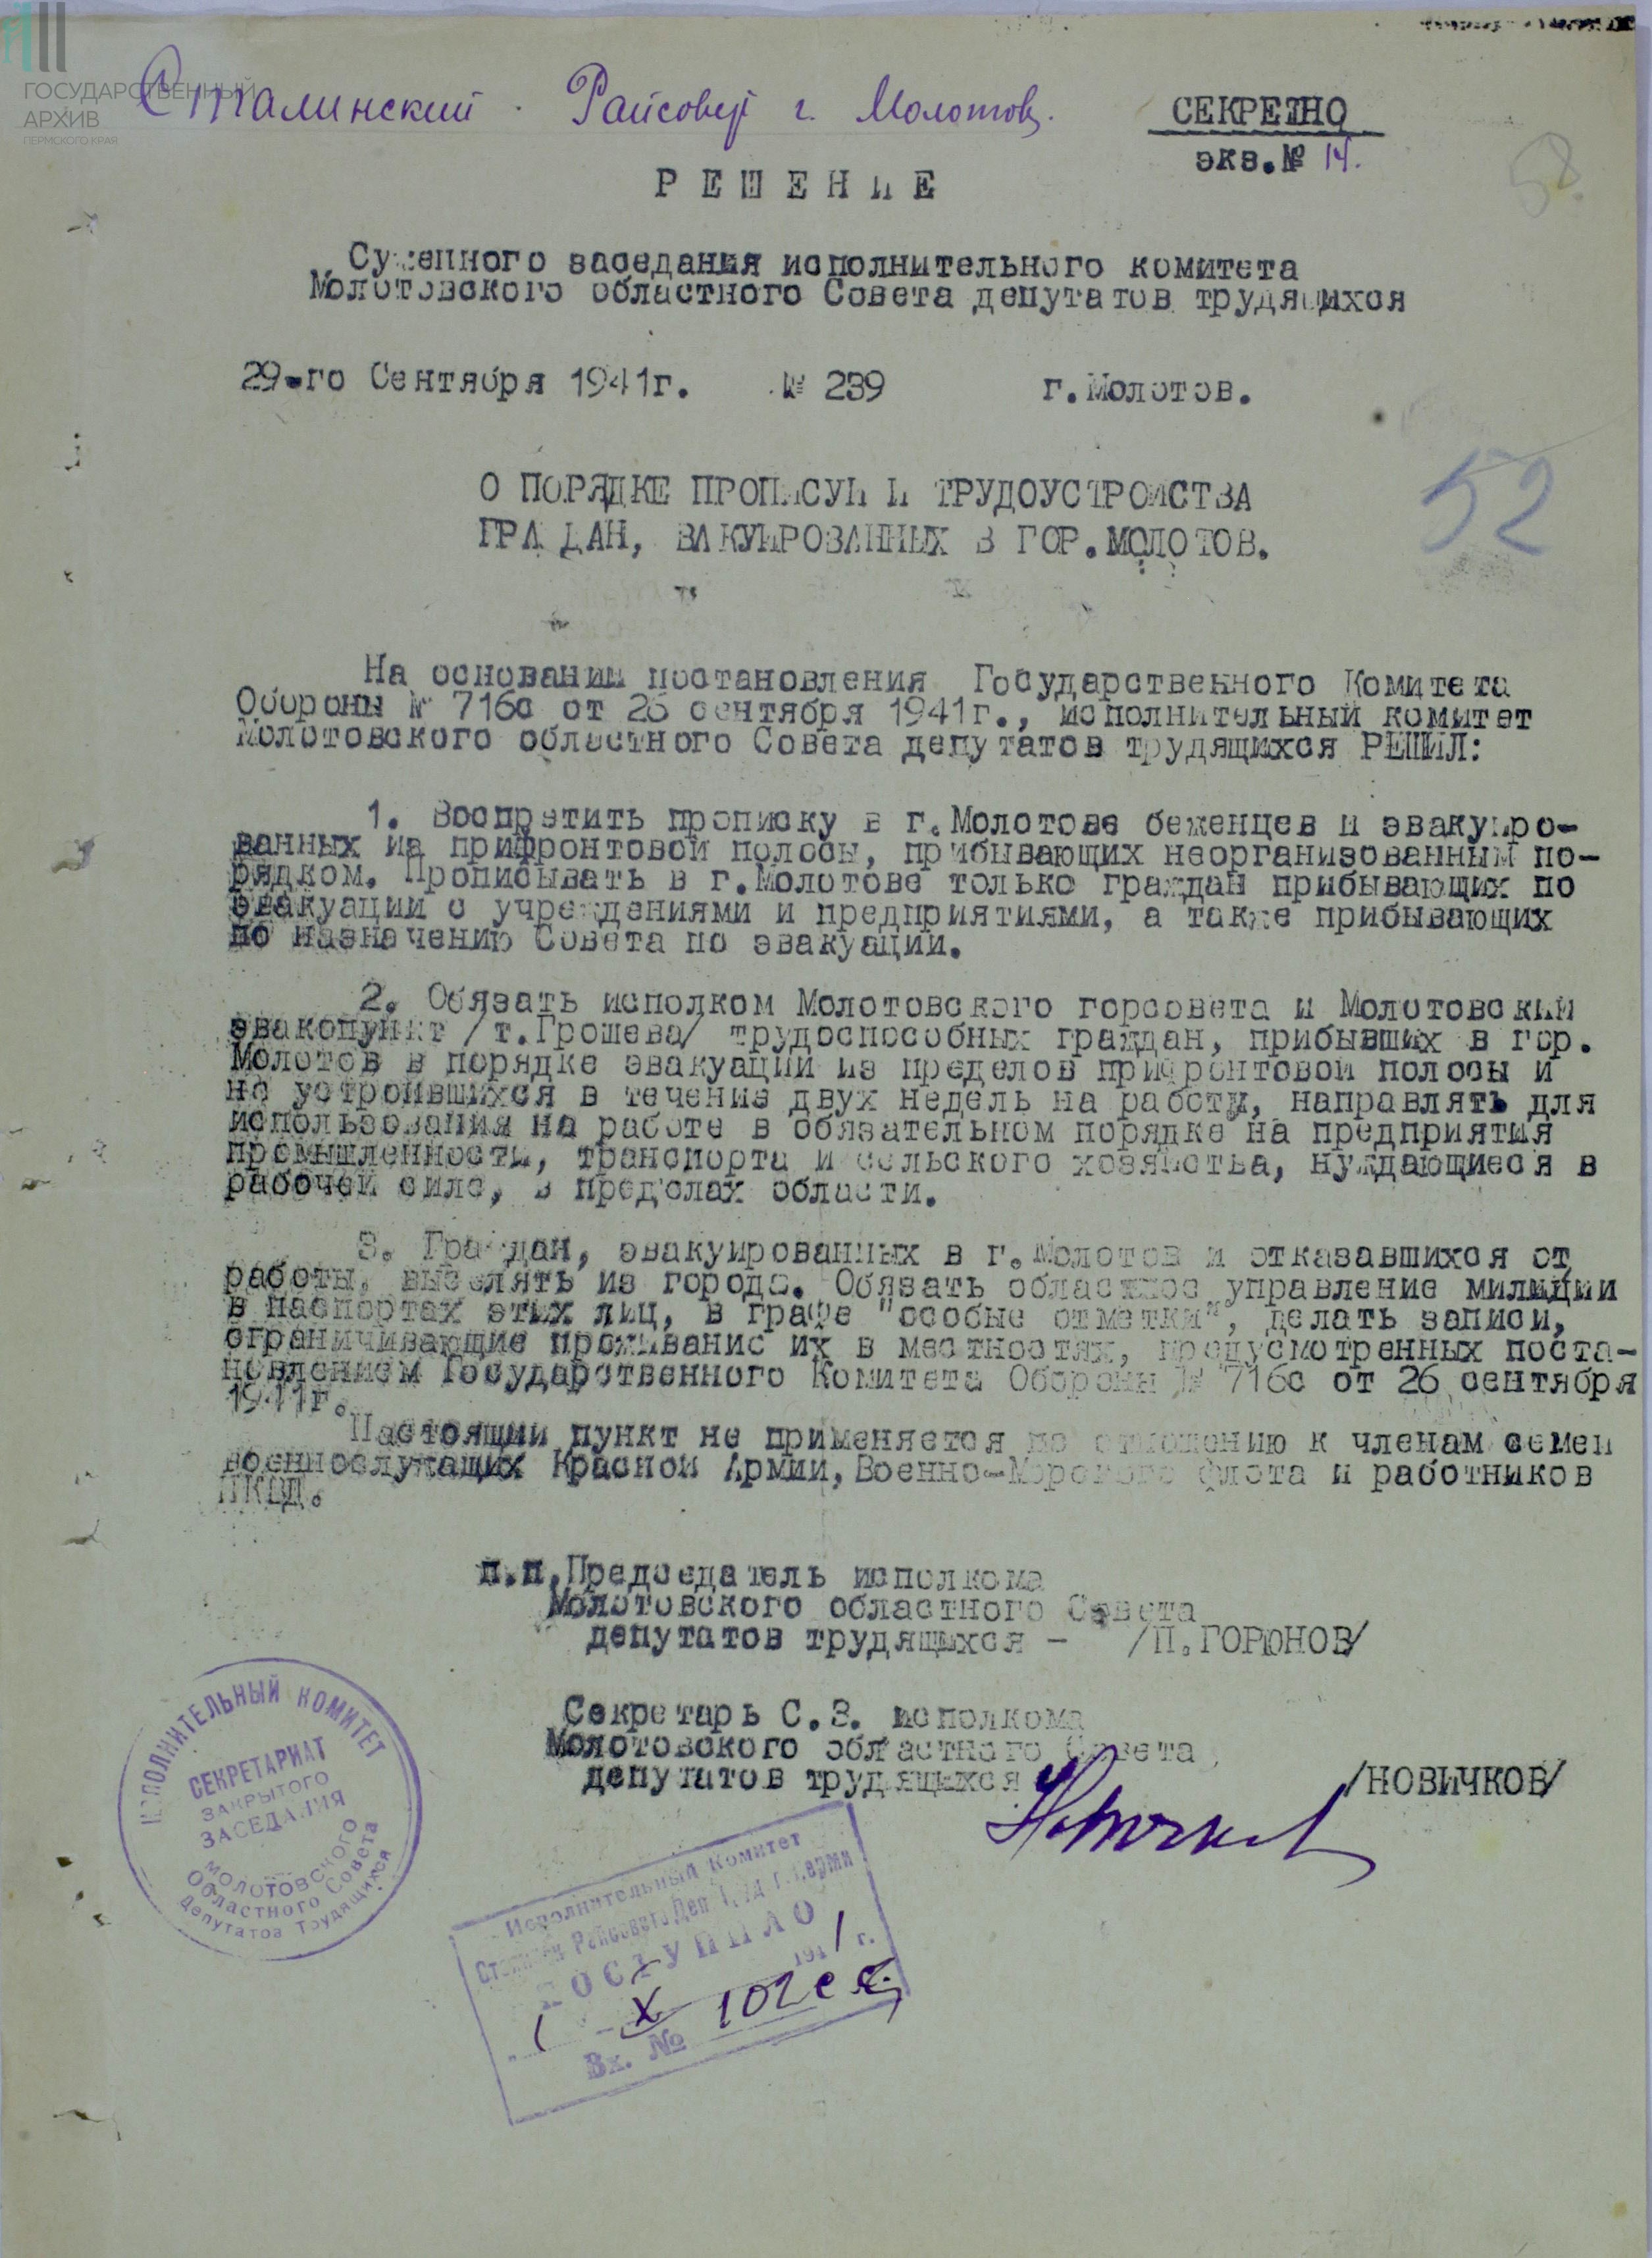 ГОСУДАРСТВЕННЫЙ
АРХИВ
ПЕРМСКОГО КРАЯ
Сталинский Райсовет г. Молотов.
СЕКРЕТНО
экз.№ 14.
58.
РЕШЕНИЕ
Суженного заседания исполнительного комитета
Молотовского областного Совета депутатов трудящихся
29-го Сентября 1941г. № 239 г.Молотов.
52
О ПОРЯДКЕ ПРОПИСКИ И ТРУДОУСТРОЙСТВА
ГРАЖДАН, ЭВАКУИРОВАННЫХ В ГОР.МОЛОТОВ.
На основании постановления Государственного Комитета
Обороны № 716с от 26 сентября 1941г., исполнительный комитет
Молотовского областного Совета депутатов трудящихся РЕШИЛ:
1. Воспретить прописку в г.Молотове беженцев и эвакуиро-
ванных из прифронтовой полосы, прибывающих неорганизованным по-
рядком. Прописывать в г.Молотове только граждан прибывающих по
эвакуации с учреждениями и предприятиями, а также прибывающих
по назначению Совета по эвакуации.
2. Обязать исполком Молотовского горсовета и Молотовский
эвакопункт /т.Грошева/ трудоспособных граждан, прибывших в гор.
Молотов в порядке эвакуации из пределов прифронтовой полосы и
не устроившихся в течение двух недель на работу, направлять для
использования на работе в обязательном порядке на предприятия
промышленности, транспорта и сельского хозяйства, нуждающиеся в
рабочей силе, в пределах области.
3. Граждан, эвакуированных в г.Молотов и отказавшихся от
работы, выселять из города. Обязать областное управление милиции
в паспортах этих лиц, в графе "особые отметки", делать записи,
ограничивающие проживание их в местностях, предусмотренных поста-
новлением Государственного Комитета Обороны № 716с от 26 сентября
1941г.
Настоящий пункт не применяется по отношению к членам семей
военнослужащих Красной Армии, Военно-Морского флота и работников
НКВД.
п.п.Председатель исполкома
Молотовского областного Совета
депутатов трудящихся - /П.ГОРЮНОВ/
Секретарь С.З. исполкома
Молотовского областного Совета
депутатов трудящихся Новичков /НОВИЧКОВ/
ИСПОЛНИТЕЛЬНЫЙ КОМИТЕТ
СЕКРЕТАРИАТ
ЗАКРЫТОГО
ЗАСЕДАНИЯ
МОЛОТОВСКОГО
Областного Совета
Депутатов Трудящихся
Исполнительный Комитет
Сталинск Райсовета Деп. Тр-ся г. Перми
ПОСТУПИЛО
1 - X 1941 г.
Вх. № 102сс